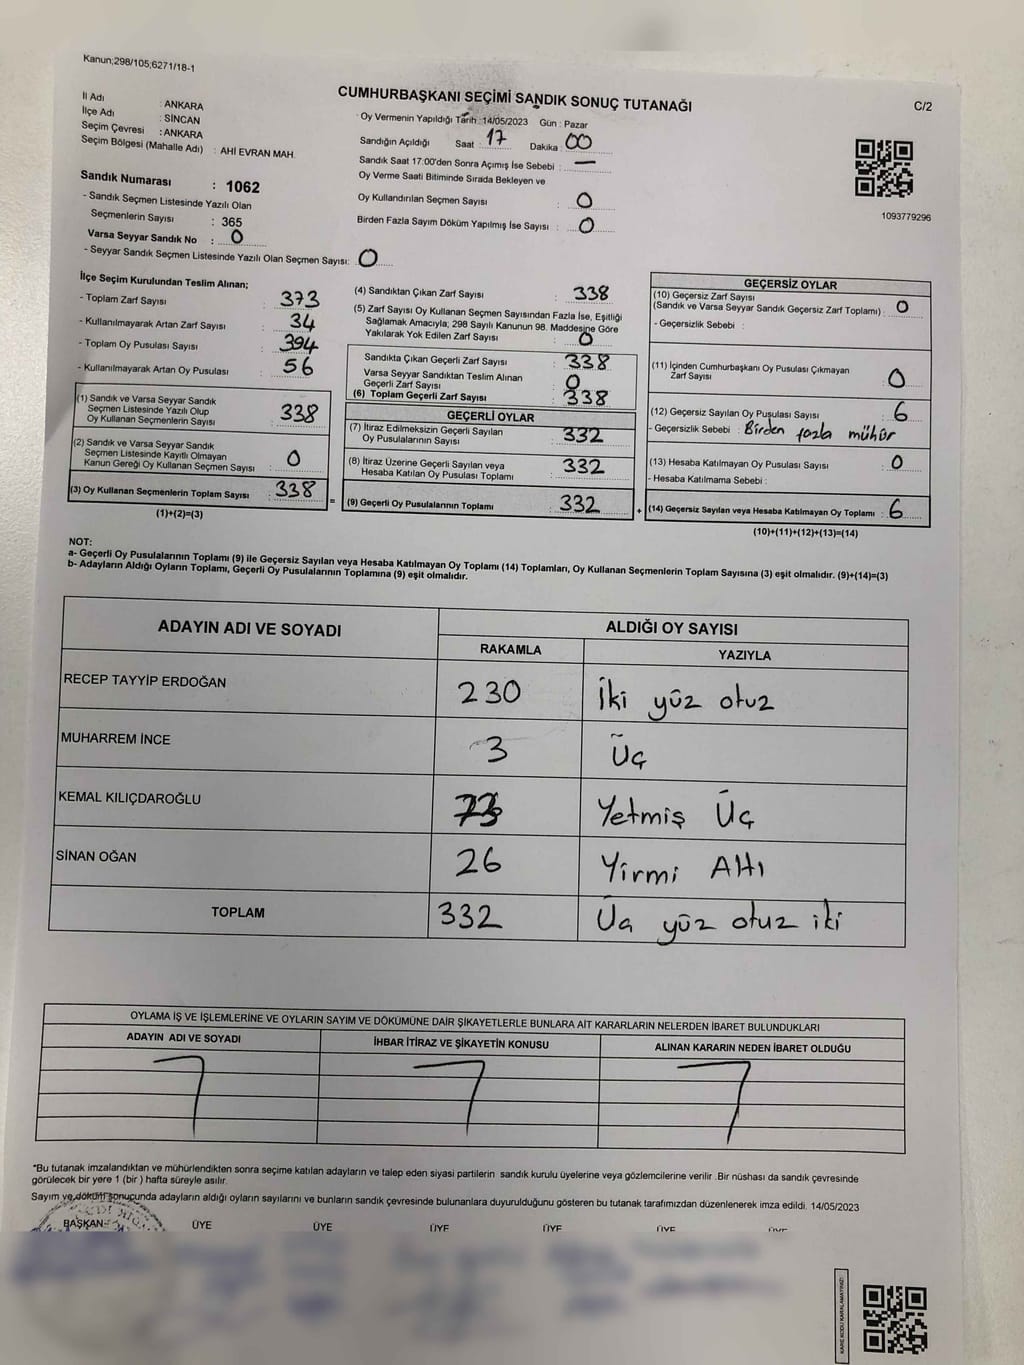 Kanun;298/105;6271/18-1
CUMHURBAŞKANI SEÇİMİ SANDIK SONUÇ TUTANAĞI
C/2
İl Adı : ANKARA
İlçe Adı : SİNCAN
Seçim Çevresi : ANKARA
Seçim Bölgesi (Mahalle Adı) : AHİ EVRAN MAH.
Sandık Numarası : 1062
- Sandık Seçmen Listesinde Yazılı Olan
Seçmenlerin Sayısı : 365
Varsa Seyyar Sandık No : 0
- Seyyar Sandık Seçmen Listesinde Yazılı Olan Seçmen Sayısı: 0
Oy Vermenin Yapıldığı Tarih : 14/05/2023 Gün : Pazar
Sandığın Açıldığı Saat : 17 Dakika : 00
Sandık Saat 17:00'den Sonra Açımış İse Sebebi : —
Oy Verme Saati Bitiminde Sırada Bekleyen ve
Oy Kullandırılan Seçmen Sayısı : 0
Birden Fazla Sayım Döküm Yapılmış İse Sayısı : 0
1093779296
İlçe Seçim Kurulundan Teslim Alınan;
- Toplam Zarf Sayısı : 373
- Kullanılmayarak Artan Zarf Sayısı : 34
- Toplam Oy Pusulası Sayısı : 394
- Kullanılmayarak Artan Oy Pusulası : 56
(1) Sandık ve Varsa Seyyar Sandık
Seçmen Listesinde Yazılı Olup
Oy Kullanan Seçmenlerin Sayısı : 338
(2) Sandık ve Varsa Seyyar Sandık
Seçmen Listesinde Kayıtlı Olmayan
Kanun Gereği Oy Kullanan Seçmen Sayısı : 0
(3) Oy Kullanan Seçmenlerin Toplam Sayısı : 338
(1)+(2)=(3)
=
(4) Sandıktan Çıkan Zarf Sayısı : 338
(5) Zarf Sayısı Oy Kullanan Seçmen Sayısından Fazla İse, Eşitliği
Sağlamak Amacıyla; 298 Sayılı Kanunun 98. Maddesine Göre
Yakılarak Yok Edilen Zarf Sayısı : 0
Sandıkta Çıkan Geçerli Zarf Sayısı : 338
Varsa Seyyar Sandıktan Teslim Alınan
Geçerli Zarf Sayısı : 0
(6) Toplam Geçerli Zarf Sayısı : 338
GEÇERLİ OYLAR
(7) İtiraz Edilmeksizin Geçerli Sayılan
Oy Pusulalarının Sayısı : 332
(8) İtiraz Üzerine Geçerli Sayılan veya
Hesaba Katılan Oy Pusulası Toplamı : 332
(9) Geçerli Oy Pusulalarının Toplamı : 332
+
GEÇERSİZ OYLAR
(10) Geçersiz Zarf Sayısı
(Sandık ve Varsa Seyyar Sandık Geçersiz Zarf Toplamı) : 0
- Geçersizlik Sebebi :
(11) İçinden Cumhurbaşkanı Oy Pusulası Çıkmayan
Zarf Sayısı : 0
(12) Geçersiz Sayılan Oy Pusulası Sayısı : 6
- Geçersizlik Sebebi : Birden fazla mühür
(13) Hesaba Katılmayan Oy Pusulası Sayısı : 0
- Hesaba Katılmama Sebebi :
(14) Geçersiz Sayılan veya Hesaba Katılmayan Oy Toplamı : 6
(10)+(11)+(12)+(13)=(14)
NOT:
a- Geçerli Oy Pusulalarının Toplamı (9) ile Geçersiz Sayılan veya Hesaba Katılmayan Oy Toplamı (14) Toplamları, Oy Kullanan Seçmenlerin Toplam Sayısına (3) eşit olmalıdır. (9)+(14)=(3)
b- Adayların Aldığı Oyların Toplamı, Geçerli Oy Pusulalarının Toplamına (9) eşit olmalıdır.
ADAYIN ADI VE SOYADI ALDIĞI OY SAYISI
RAKAMLA YAZIYLA
RECEP TAYYİP ERDOĞAN 230 İki yüz otuz
MUHARREM İNCE 3 Üç
KEMAL KILIÇDAROĞLU 73 Yetmiş Üç
SİNAN OĞAN 26 Yirmi Altı
TOPLAM 332 Üç yüz otuz iki
OYLAMA İŞ VE İŞLEMLERİNE VE OYLARIN SAYIM VE DÖKÜMÜNE DAİR ŞİKAYETLERLE BUNLARA AİT KARARLARIN NELERDEN İBARET BULUNDUKLARI
ADAYIN ADI VE SOYADI İHBAR İTİRAZ VE ŞİKAYETİN KONUSU ALINAN KARARIN NEDEN İBARET OLDUĞU
*Bu tutanak imzalandıktan ve mühürlendikten sonra seçime katılan adayların ve talep eden siyasi partilerin sandık kurulu üyelerine veya gözlemcilerine verilir .Bir nüshası da sandık çevresinde
görülecek bir yere 1 (bir ) hafta süreyle asılır.
Sayım ve döküm sonucunda adayların aldığı oyların sayılarını ve bunların sandık çevresinde bulunanlara duyurulduğunu gösteren bu tutanak tarafımızdan düzenlenerek imza edildi. 14/05/2023
BAŞKAN ÜYE ÜYE ÜYE ÜYE ÜYE ÜYE
KARE KODU KARALAMAYINIZ!